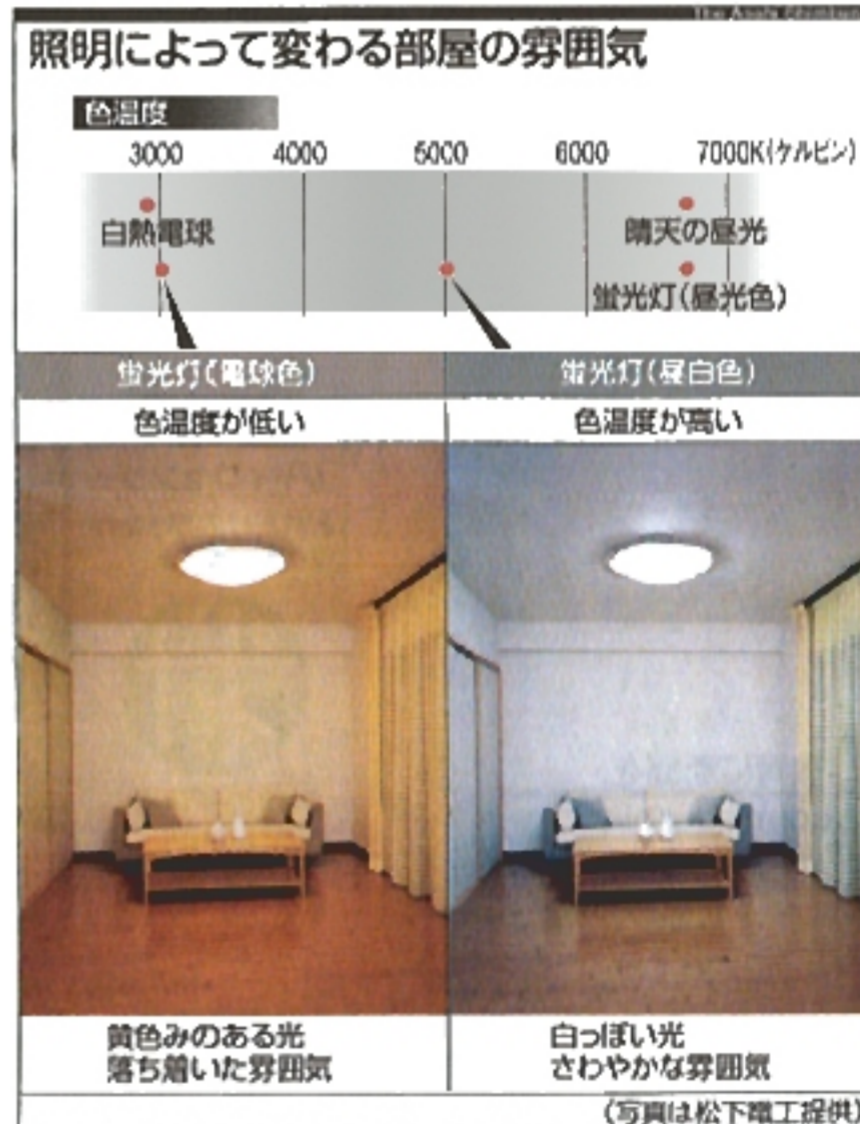 The Asahi Shimbun
照明によって変わる部屋の雰囲気
色温度
3000 4000 5000 6000 7000K(ケルビン)
白熱電球 晴天の昼光
蛍光灯(昼光色)
蛍光灯(電球色) 蛍光灯(昼白色)
色温度が低い 色温度が高い
黄色みのある光 白っぽい光
落ち着いた雰囲気 さわやかな雰囲気
(写真は松下電工提供)